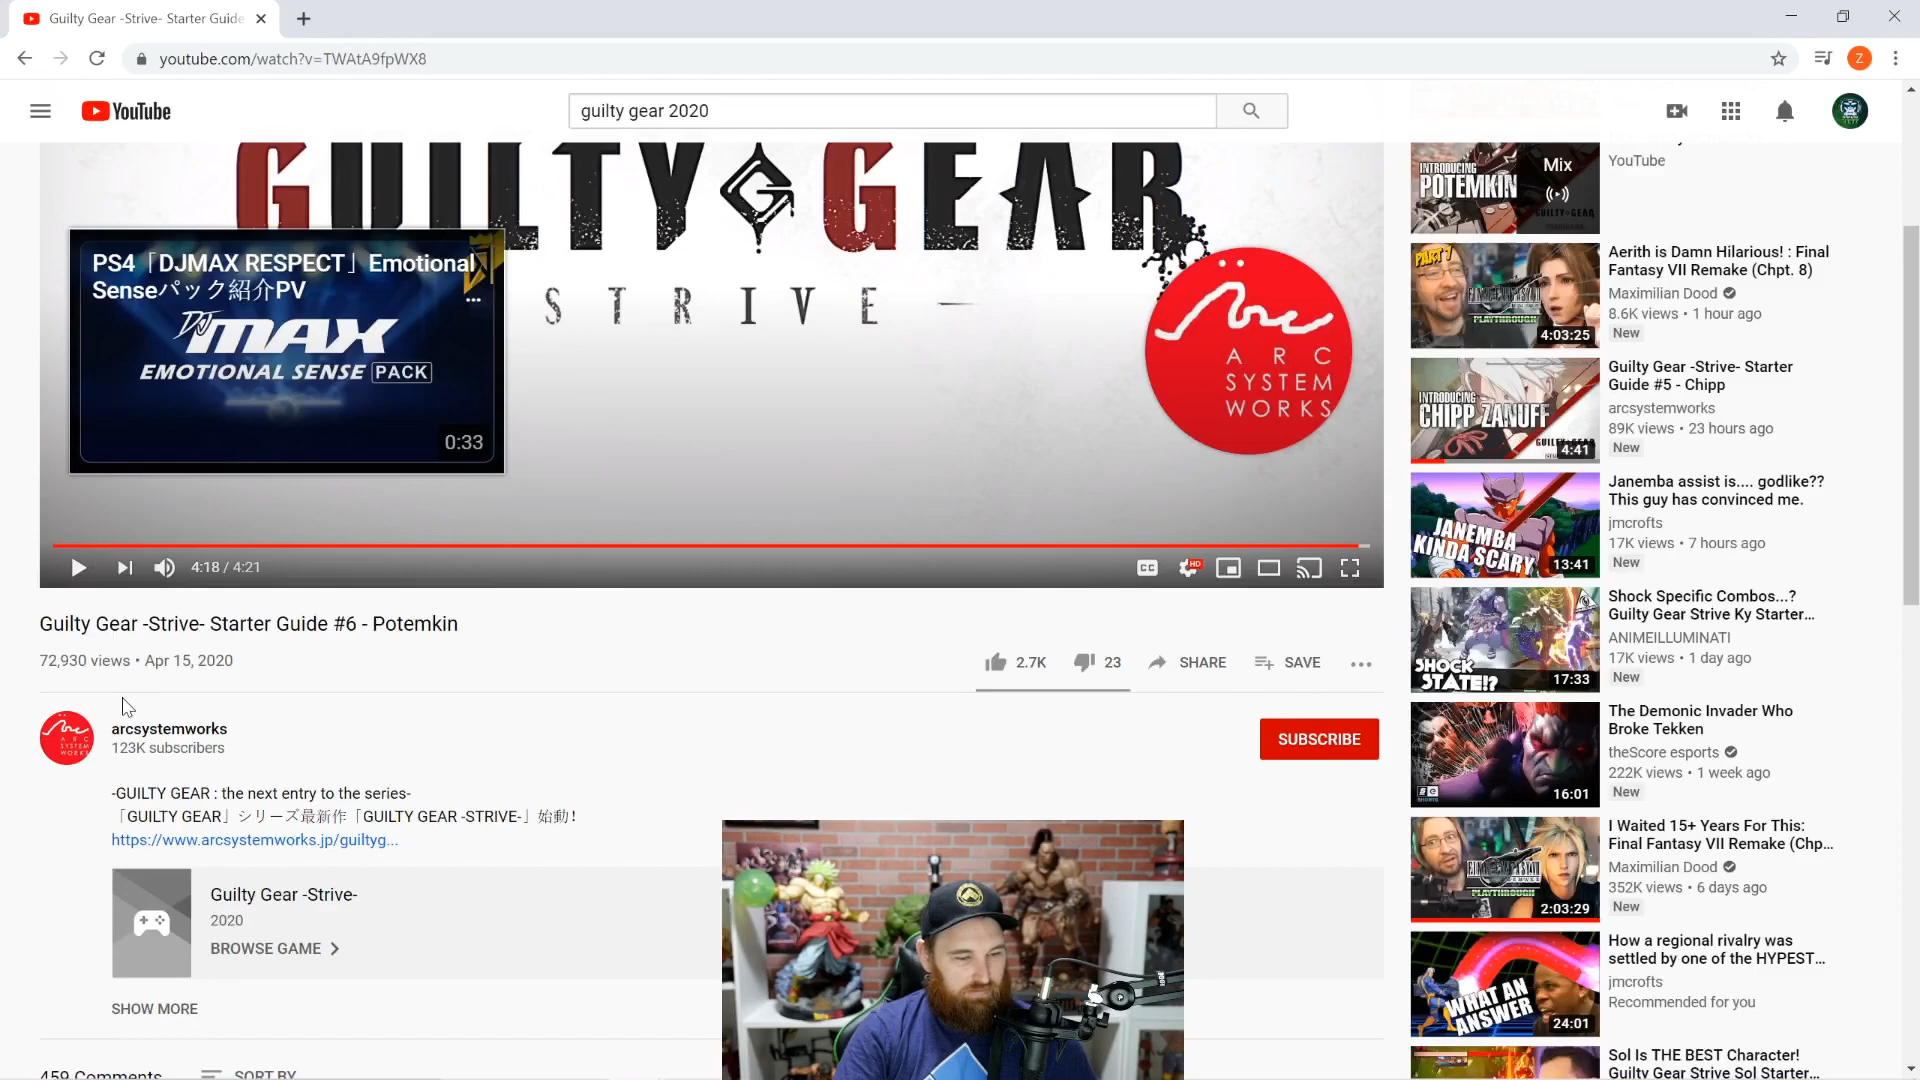 Guilty Gear -Strive- Starter Guide
youtube.com/watch?v=TWAtA9fpWX8
Z
YouTube
guilty gear 2020
GUILTY GEAR
STRIVE
PS4「DJMAX RESPECT」Emotional
Senseパック紹介PV
DJMAX
EMOTIONAL SENSE PACK
0:33
ARC
SYSTEM
WORKS
4:18 / 4:21
CC
HD
Guilty Gear -Strive- Starter Guide #6 - Potemkin
72,930 views • Apr 15, 2020
2.7K
23
SHARE
SAVE
arcsystemworks
123K subscribers
SUBSCRIBE
-GUILTY GEAR : the next entry to the series-
「GUILTY GEAR」シリーズ最新作「GUILTY GEAR -STRIVE-」始動！
https://www.arcsystemworks.jp/guiltyg...
Guilty Gear -Strive-
2020
BROWSE GAME
SHOW MORE
459 Comments
SORT BY
INTRODUCING
POTEMKIN
Mix
YouTube
PART 1
PLAYTHROUGH
4:03:25
Aerith is Damn Hilarious! : Final
Fantasy VII Remake (Chpt. 8)
Maximilian Dood
8.6K views • 1 hour ago
New
INTRODUCING
CHIPP ZANUFF
4:41
Guilty Gear -Strive- Starter
Guide #5 - Chipp
arcsystemworks
89K views • 23 hours ago
New
JANEMBA
KINDA SCARY
13:41
Janemba assist is.... godlike??
This guy has convinced me.
jmcrofts
17K views • 7 hours ago
New
SHOCK
STATE!?
17:33
Shock Specific Combos...?
Guilty Gear Strive Ky Starter...
ANIMEILLUMINATI
17K views • 1 day ago
New
16:01
The Demonic Invader Who
Broke Tekken
theScore esports
222K views • 1 week ago
New
PLAYTHROUGH
2:03:29
I Waited 15+ Years For This:
Final Fantasy VII Remake (Chp...
Maximilian Dood
352K views • 6 days ago
New
WHAT AN
ANSWER
24:01
How a regional rivalry was
settled by one of the HYPEST...
jmcrofts
Recommended for you
Sol Is THE BEST Character!
Guilty Gear Strive Sol Starter...